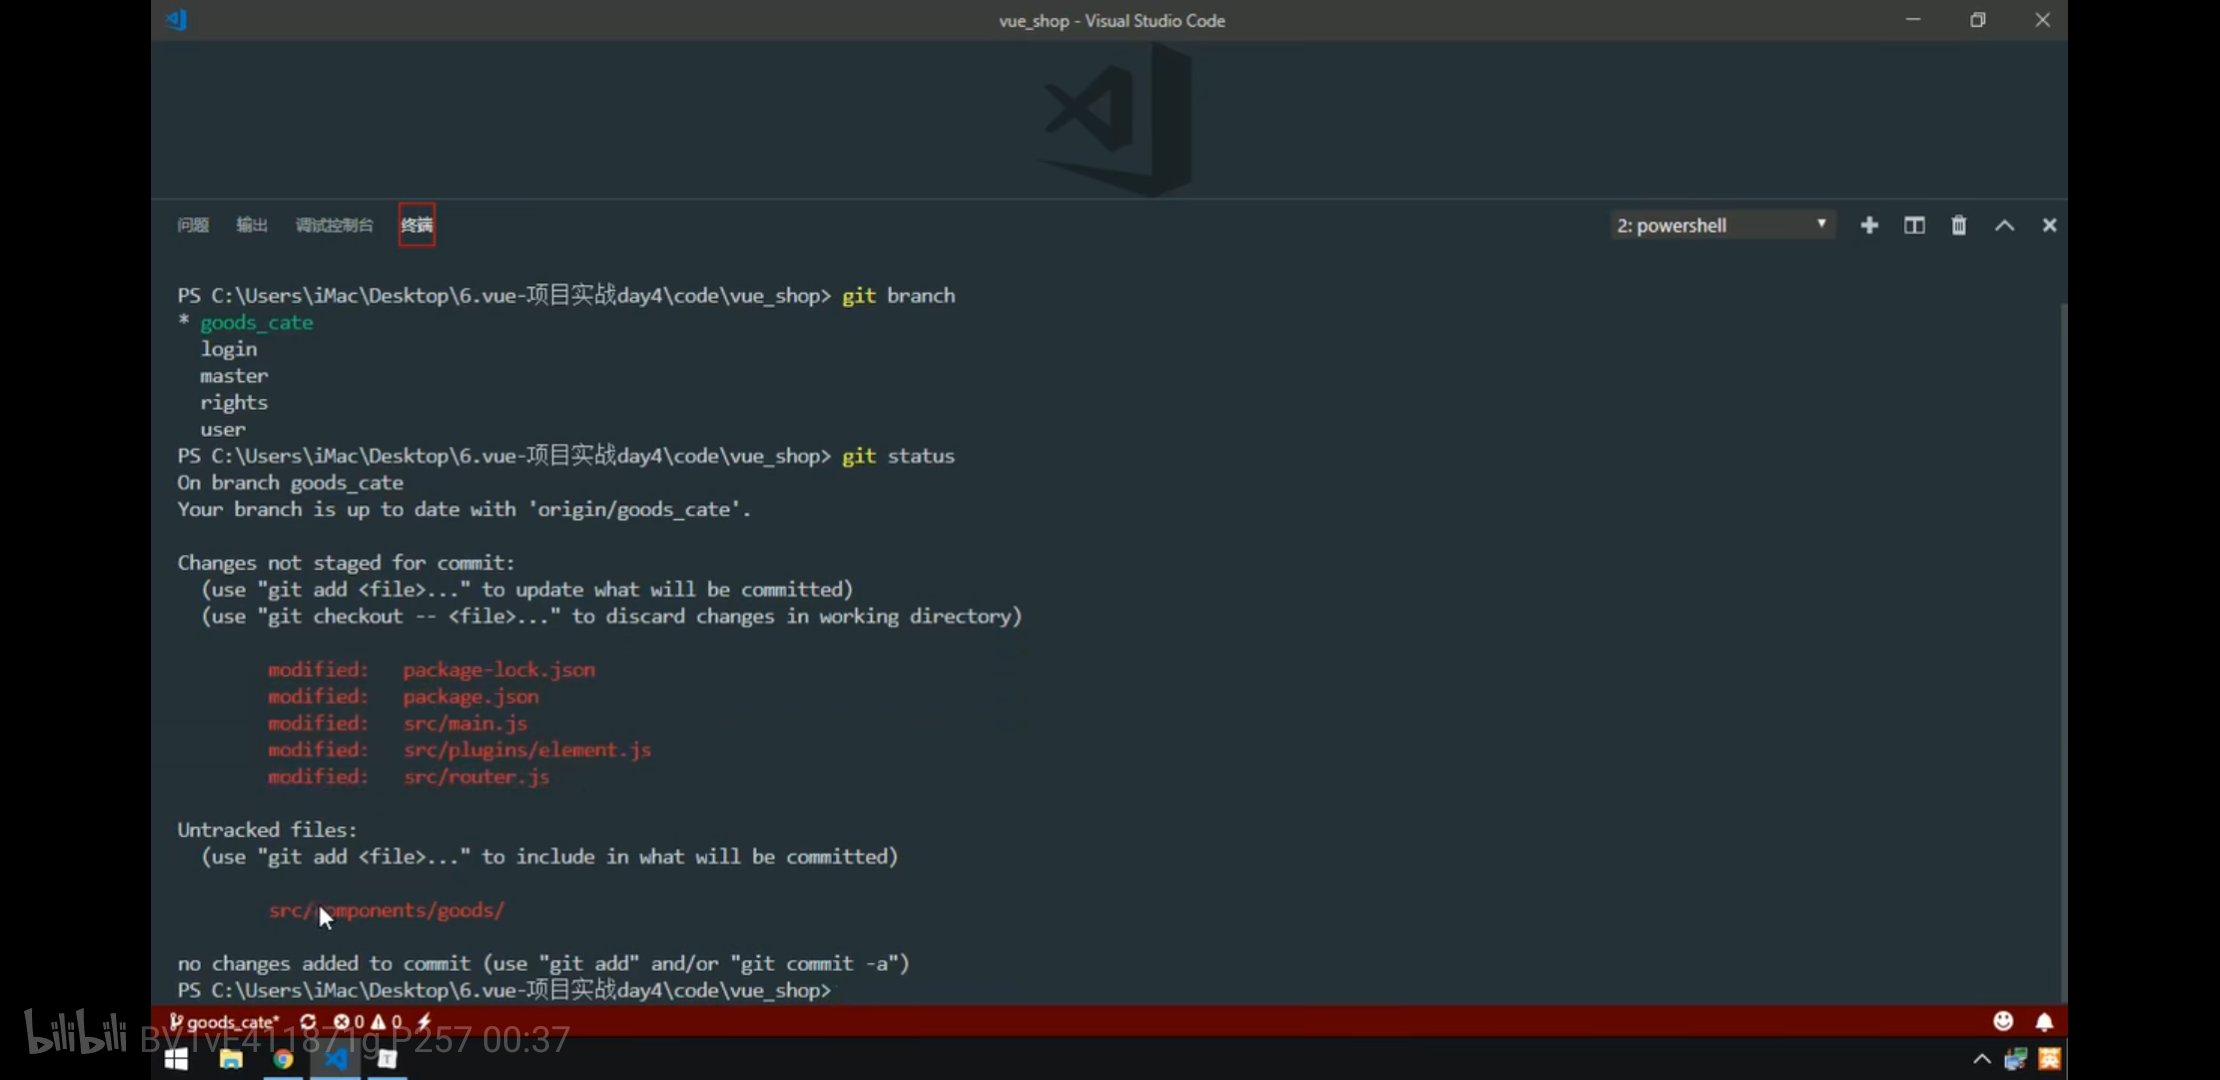 vue_shop - Visual Studio Code
问题 输出 调试控制台 终端 2: powershell
PS C:\Users\iMac\Desktop\6.vue-项目实战day4\code\vue_shop> git branch
* goods_cate
login
master
rights
user
PS C:\Users\iMac\Desktop\6.vue-项目实战day4\code\vue_shop> git status
On branch goods_cate
Your branch is up to date with 'origin/goods_cate'.
Changes not staged for commit:
(use "git add <file>..." to update what will be committed)
(use "git checkout -- <file>..." to discard changes in working directory)
modified: package-lock.json
modified: package.json
modified: src/main.js
modified: src/plugins/element.js
modified: src/router.js
Untracked files:
(use "git add <file>..." to include in what will be committed)
src/components/goods/
no changes added to commit (use "git add" and/or "git commit -a")
PS C:\Users\iMac\Desktop\6.vue-项目实战day4\code\vue_shop>
goods_cate* 0 0
bilibili BV1vE411871g P257 00:37
英